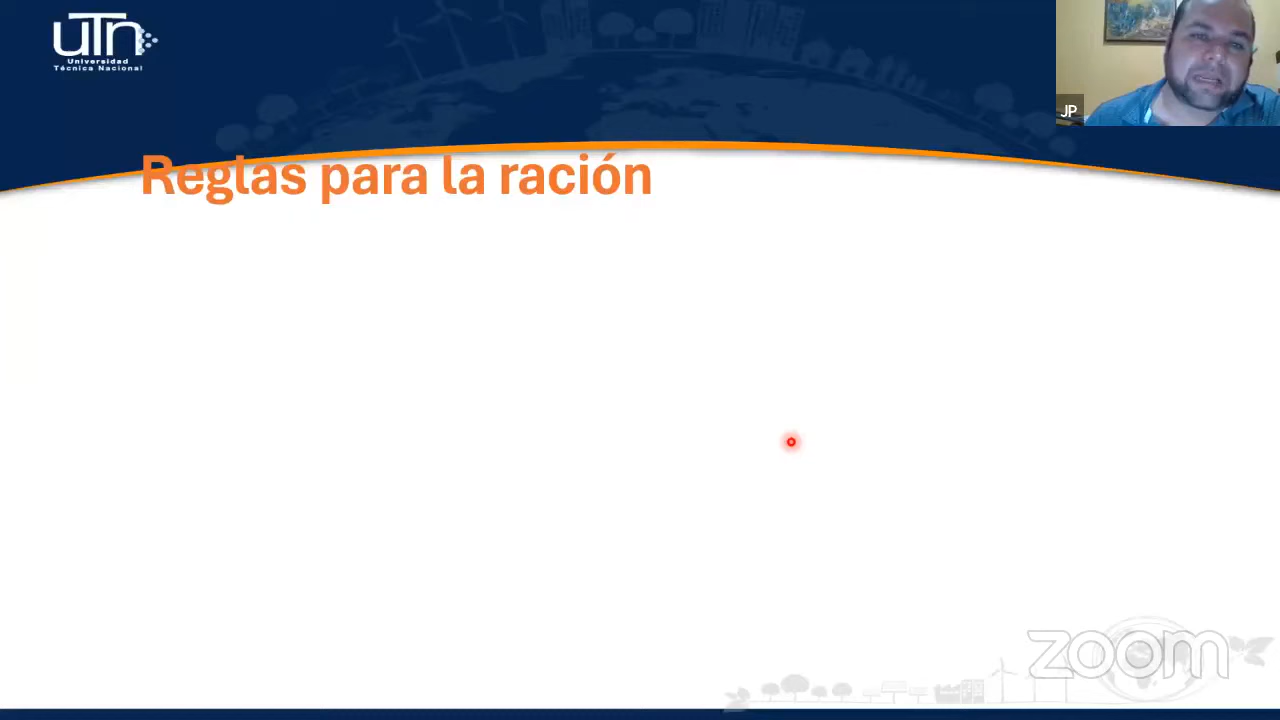 uTn
Universidad
Técnica Nacional
JP
Reglas para la ración
zoom